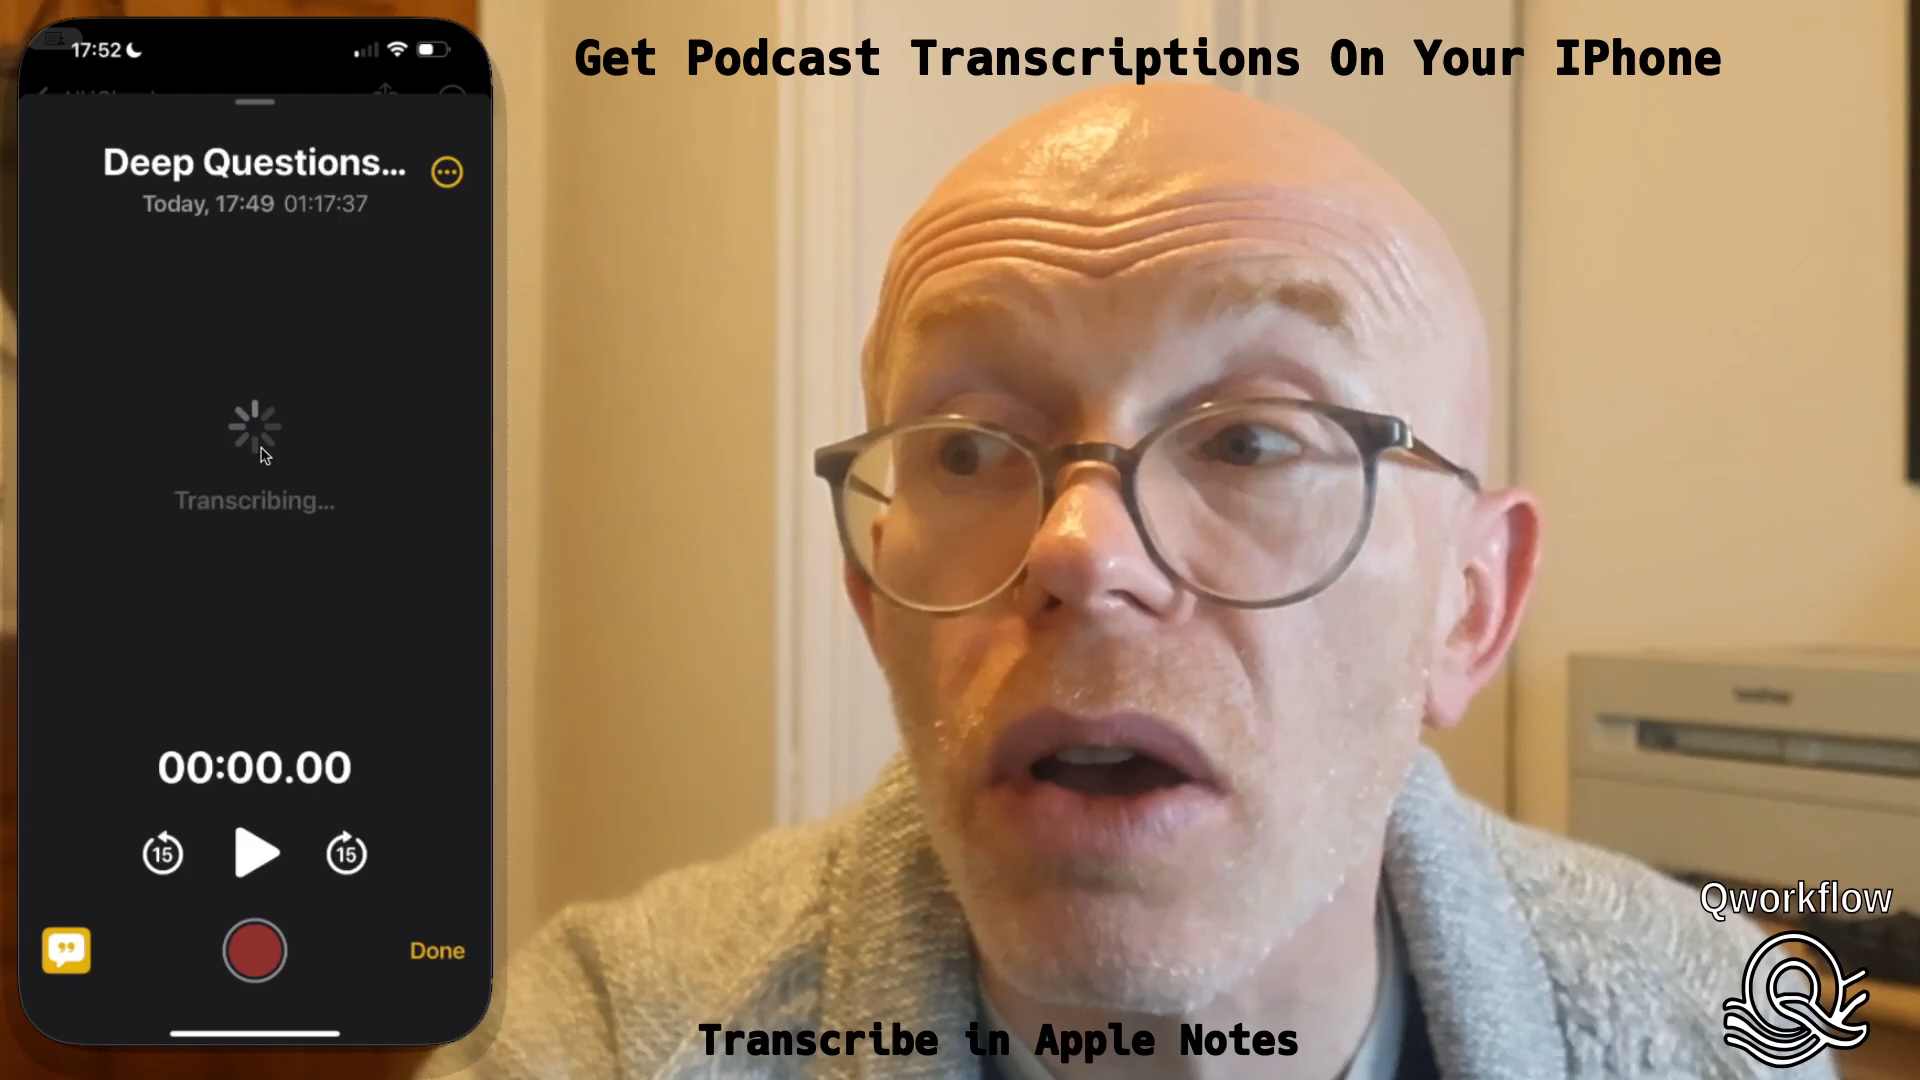 17:52
Get Podcast Transcriptions On Your IPhone
Deep Questions...
Today, 17:49 01:17:37
Transcribing...
00:00.00
15
15
Done
brother
Qworkflow
Transcribe in Apple Notes